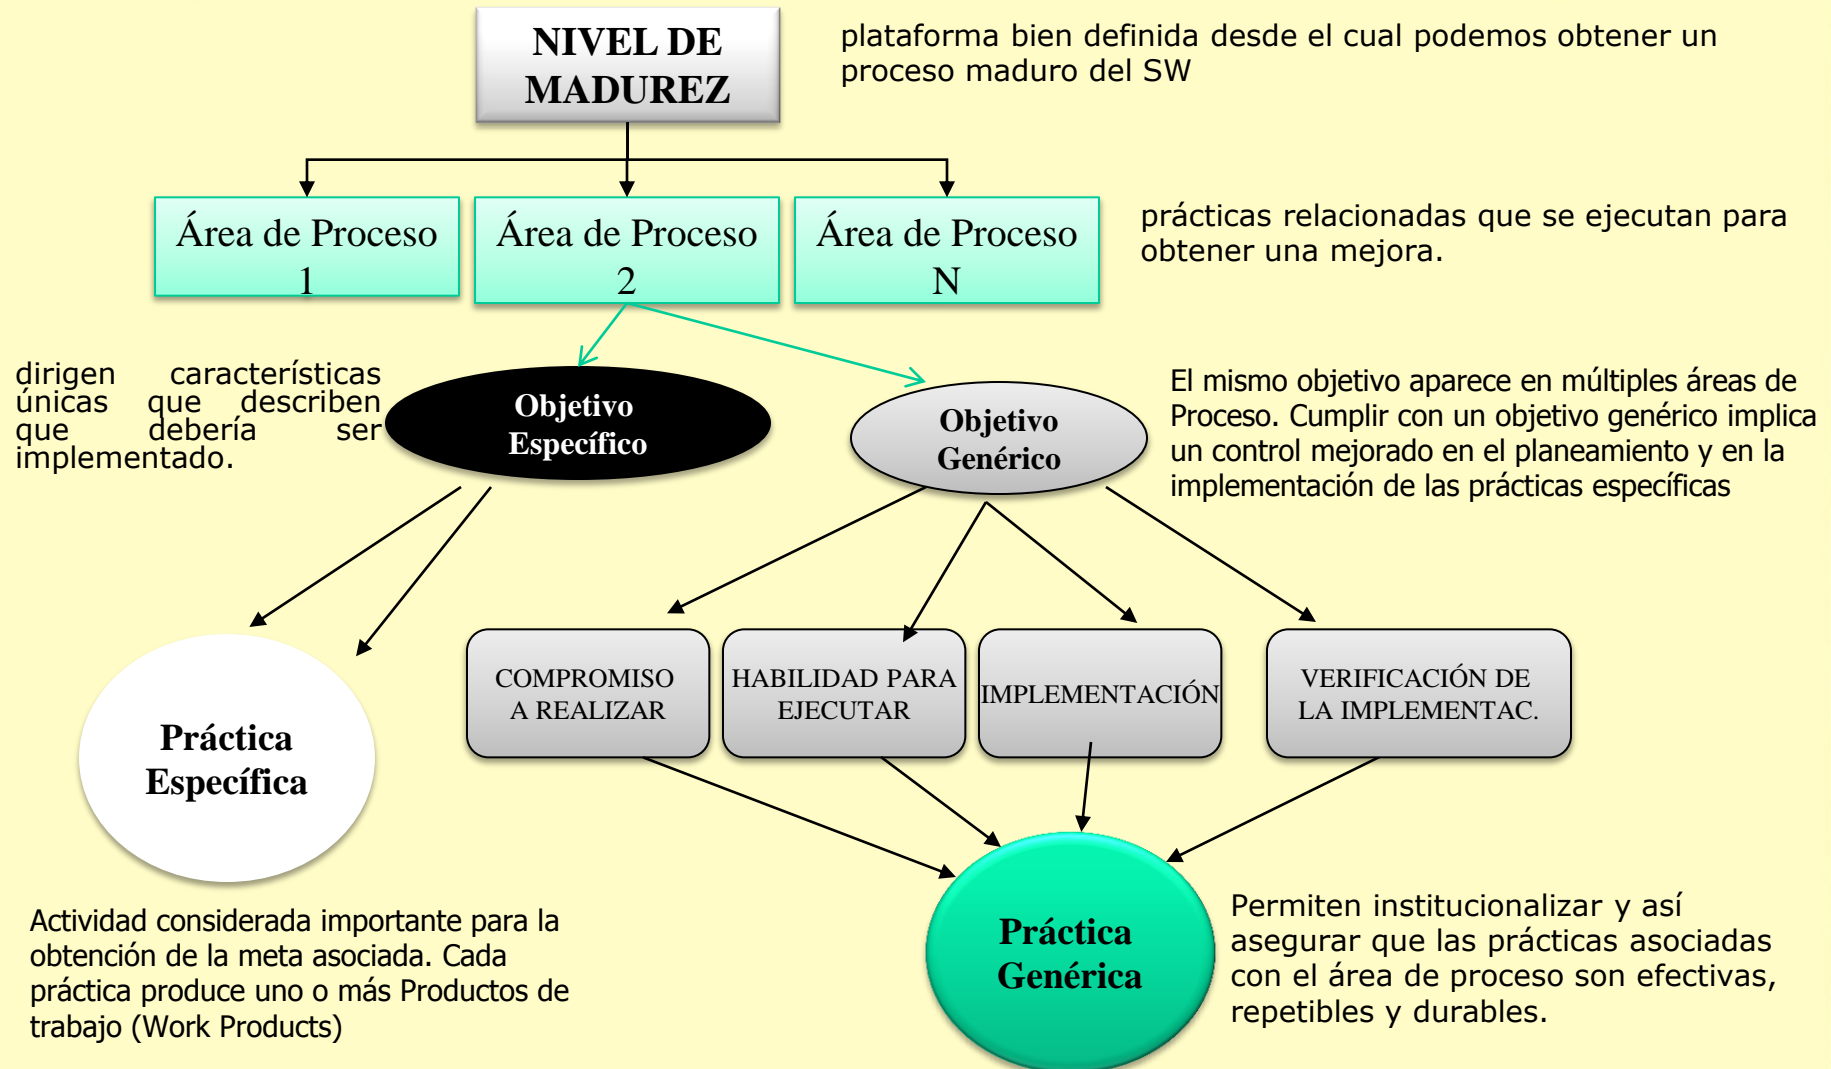 NIVEL DE
MADUREZ
plataforma bien definida desde el cual podemos obtener un
proceso maduro del SW
Área de Proceso
1
Área de Proceso
2
Área de Proceso
N
prácticas relacionadas que se ejecutan para
obtener una mejora.
dirigen características
únicas que describen
que debería ser
implementado.
Objetivo
Específico
Objetivo
Genérico
El mismo objetivo aparece en múltiples áreas de
Proceso. Cumplir con un objetivo genérico implica
un control mejorado en el planeamiento y en la
implementación de las prácticas específicas
COMPROMISO
A REALIZAR
HABILIDAD PARA
EJECUTAR
IMPLEMENTACIÓN
VERIFICACIÓN DE
LA IMPLEMENTAC.
Práctica
Específica
Actividad considerada importante para la
obtención de la meta asociada. Cada
práctica produce uno o más Productos de
trabajo (Work Products)
Práctica
Genérica
Permiten institucionalizar y así
asegurar que las prácticas asociadas
con el área de proceso son efectivas,
repetibles y durables.